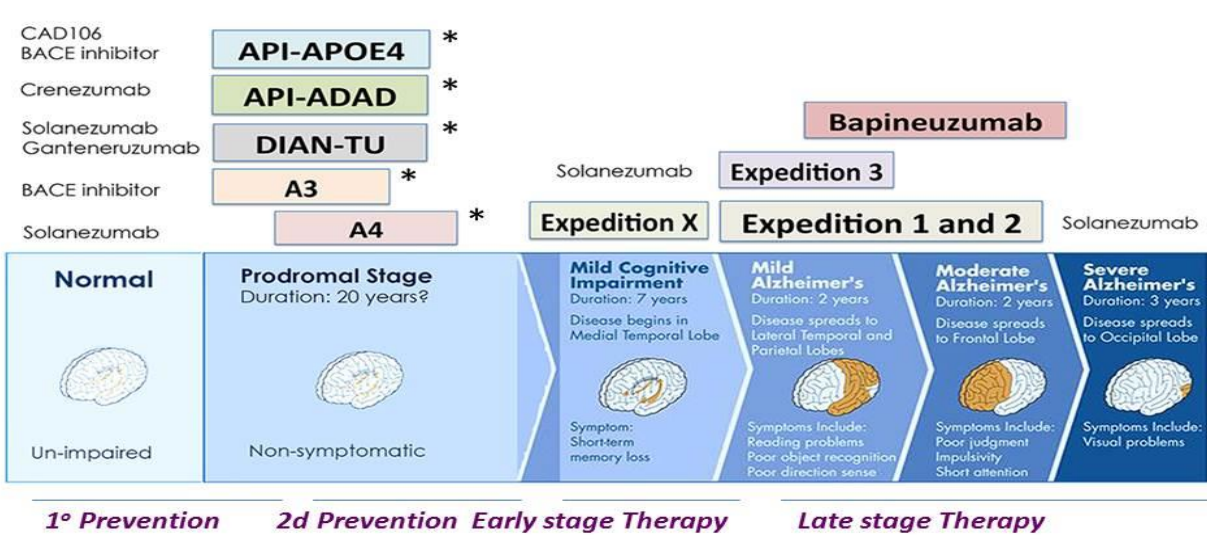 CAD106
BACE inhibitor
API-APOE4 *
Crenezumab
API-ADAD *
Solanezumab
Ganteneruzumab
DIAN-TU *
Bapineuzumab
BACE inhibitor
A3 *
Solanezumab
Expedition 3
Solanezumab
A4 *
Expedition X
Expedition 1 and 2
Solanezumab
Normal
Un-impaired
Prodromal Stage
Duration: 20 years?
Non-symptomatic
Mild Cognitive
Impairment
Duration: 7 years
Disease begins in
Medial Temporal Lobe
Symptom:
Short-term
memory loss
Mild
Alzheimer's
Duration: 2 years
Disease spreads to
Lateral Temporal and
Parietal Lobes
Symptoms Include:
Reading problems
Poor object recognition
Poor direction sense
Moderate
Alzheimer's
Duration: 2 years
Disease spreads
to Frontal Lobe
Symptoms Include:
Poor judgment
Impulsivity
Short attention
Severe
Alzheimer's
Duration: 3 years
Disease spreads
to Occipital Lobe
Symptoms Include:
Visual problems
1º Prevention
2d Prevention
Early stage Therapy
Late stage Therapy